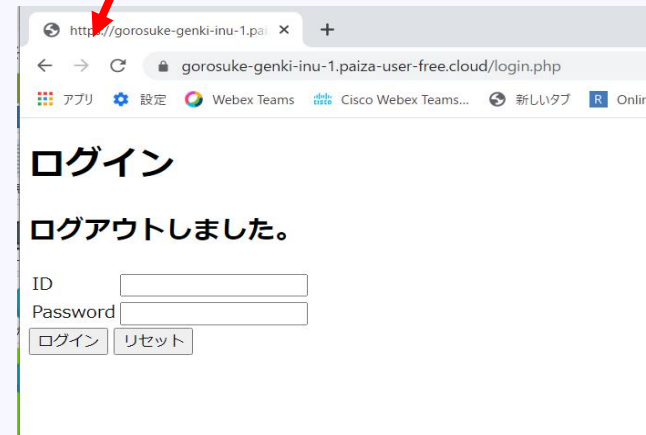 https://gorosuke-genki-inu-1.pai
gorosuke-genki-inu-1.paiza-user-free.cloud/login.php
アプリ 設定 Webex Teams Cisco Webex Teams... 新しいタブ R Onlin
ログイン
ログアウトしました。
ID
Password
ログイン リセット